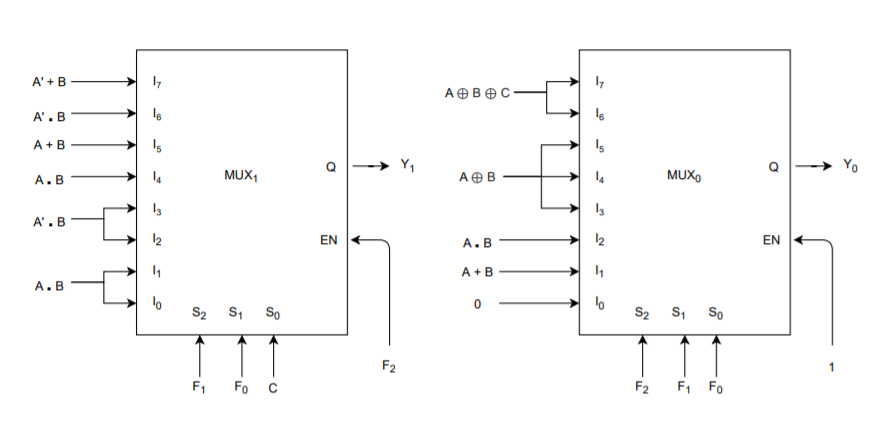 A' + B
A' . B
A + B
A . B
A' . B
A . B
I₇
I₆
I₅
I₄
I₃
I₂
I₁
I₀
MUX₁
Q
EN
S₂ S₁ S₀
F₁ F₀ C
Y₁
F₂
A ⊕ B ⊕ C
A ⊕ B
A . B
A + B
0
I₇
I₆
I₅
I₄
I₃
I₂
I₁
I₀
MUX₀
Q
EN
S₂ S₁ S₀
F₂ F₁ F₀
Y₀
1